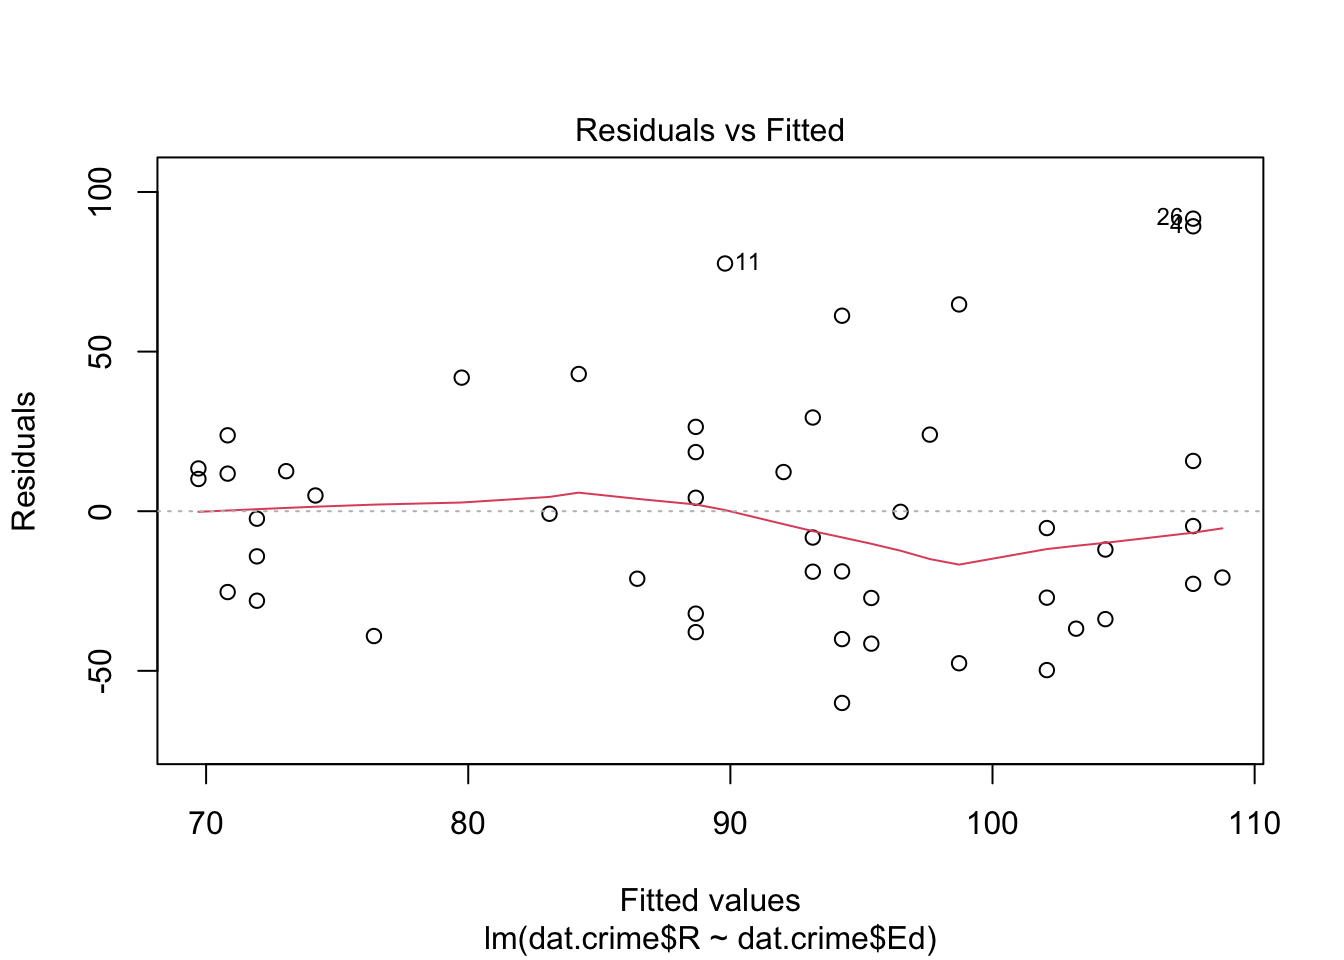 Residuals vs Fitted
Residuals
100
50
0
-50
26
4
11
70 80 90 100 110
Fitted values
lm(dat.crime$R ~ dat.crime$Ed)